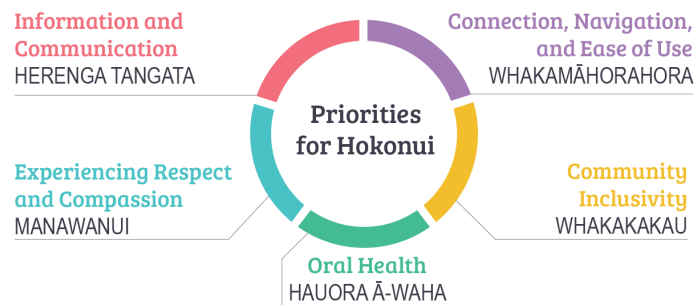 Information and
Communication
HERENGA TANGATA
Connection, Navigation,
and Ease of Use
WHAKAMĀHORAHORA
Priorities
for Hokonui
Experiencing Respect
and Compassion
MANAWANUI
Community
Inclusivity
WHAKAKAKAU
Oral Health
HAUORA Ā-WAHA